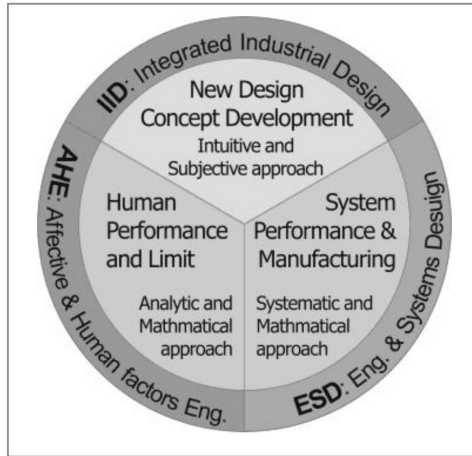 IID: Integrated Industrial Design
New Design
Concept Development
Intuitive and
Subjective approach
AHE: Affective & Human factors Eng.
Human
Performance
and Limit
Analytic and
Mathmatical
approach
System
Performance &
Manufacturing
Systematic and
Mathmatical
approach
ESD: Eng. & Systems Desuign